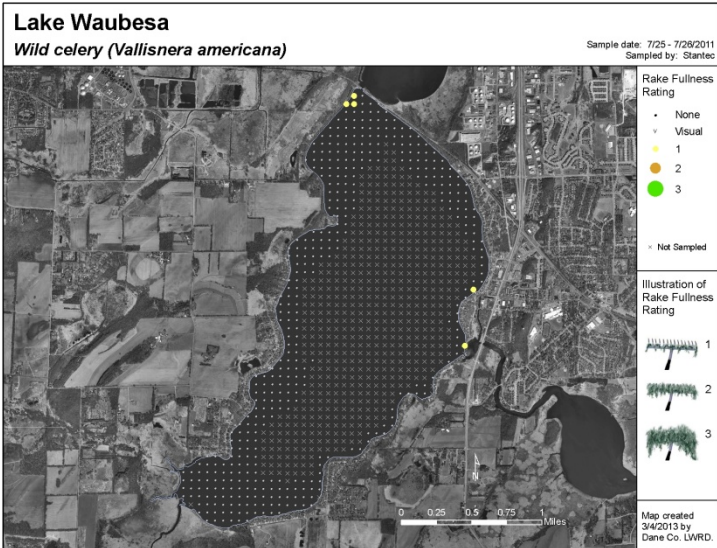 Lake Waubesa
Wild celery (Vallisnera americana)
Sample date: 7/25 - 7/26/2011
Sampled by: Stantec
Rake Fullness
Rating
None
Visual
1
2
3
Not Sampled
Illustration of
Rake Fullness
Rating
1
2
3
N
0 0.25 0.5 0.75 1
Miles
Map created
3/4/2013 by
Dane Co. LWRD.